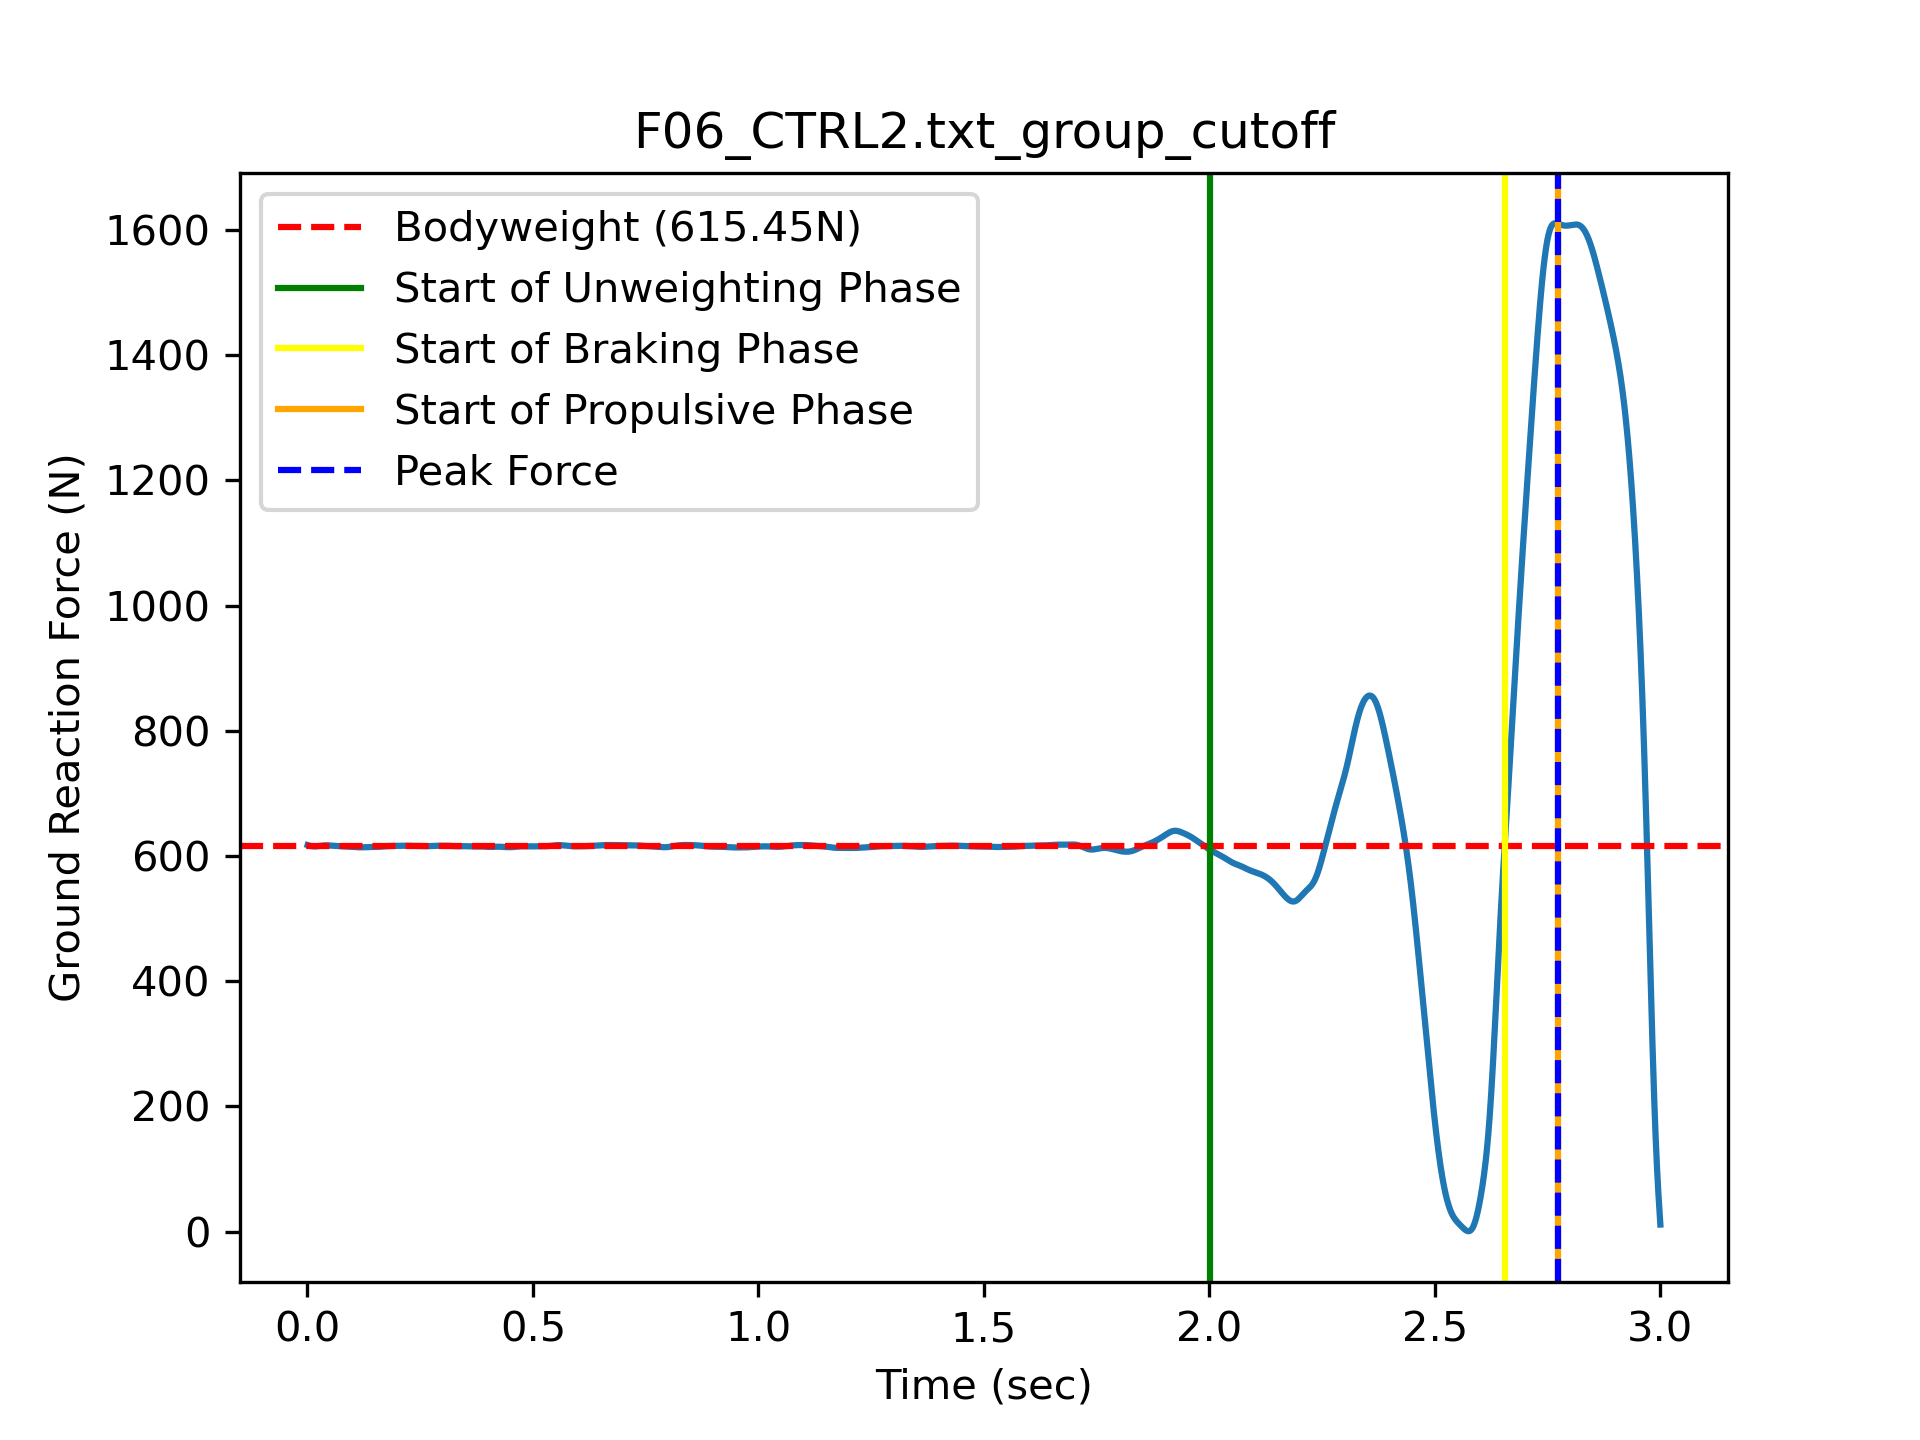 F06_CTRL2.txt_group_cutoff
Bodyweight (615.45N)
Start of Unweighting Phase
Start of Braking Phase
Start of Propulsive Phase
Peak Force
Ground Reaction Force (N)
1600
1400
1200
1000
800
600
400
200
0
0.0 0.5 1.0 1.5 2.0 2.5 3.0
Time (sec)